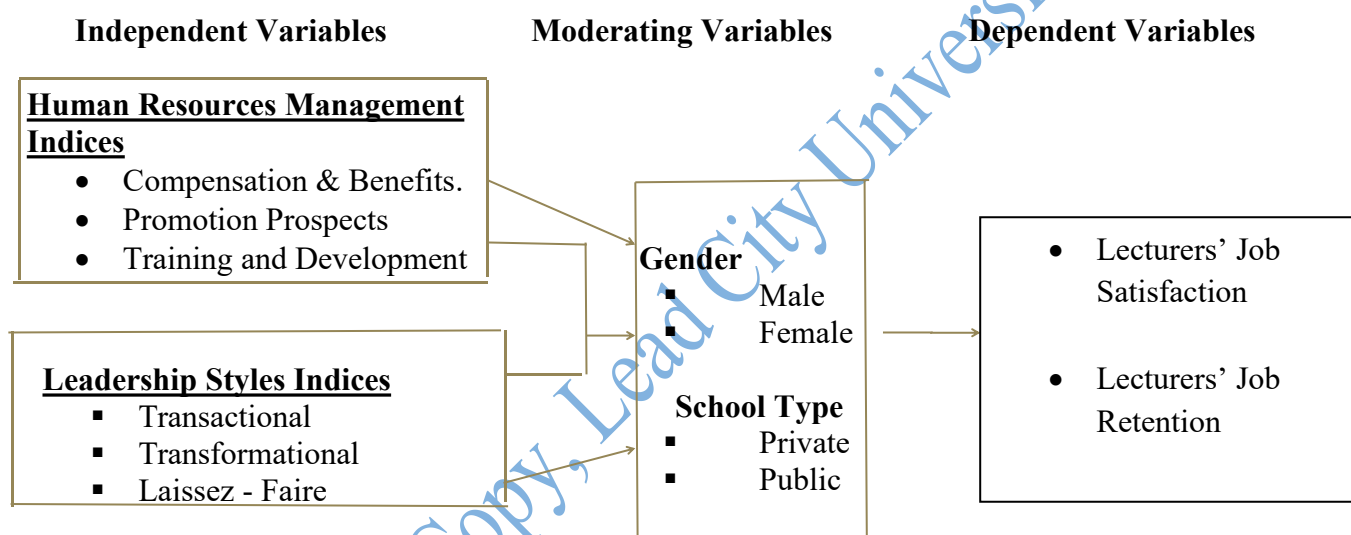 Independent Variables
Moderating Variables
Dependent Variables
Human Resources Management
Indices
● Compensation & Benefits.
● Promotion Prospects
● Training and Development
Leadership Styles Indices
▪ Transactional
▪ Transformational
▪ Laissez - Faire
Gender
▪ Male
▪ Female
School Type
▪ Private
▪ Public
● Lecturers’ Job
Satisfaction
● Lecturers’ Job
Retention
Copy, Lead City Univers